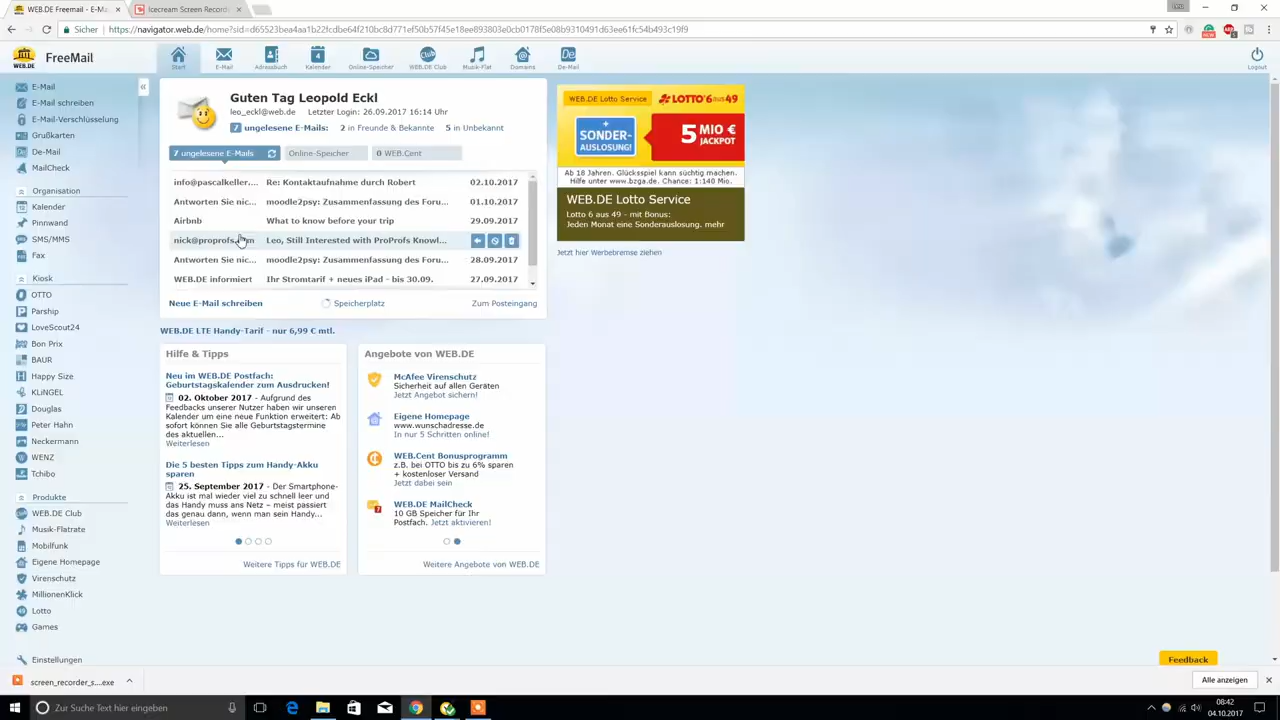 WEB.DE Freemail - E-Ma
Icecream Screen Record
Sicher
https://navigator.web.de/home?sid=
FreeMail
WEB.DE
Start
E-Mail
Adressbuch
Kalender
Online-Speicher
WEB.DE Club
Musik-Flat
Domains
De-Mail
Logout
E-Mail
E-Mail schreiben
E-Mail-Verschlüsselung
Grußkarten
De-Mail
MailCheck
Organisation
Kalender
Pinnwand
SMS/MMS
Fax
Kiosk
OTTO
Parship
LoveScout24
Bon Prix
BAUR
Happy Size
KLiNGEL
Douglas
Peter Hahn
Neckermann
WENZ
Tchibo
Produkte
WEB.DE Club
Musik-Flatrate
Mobilfunk
Eigene Homepage
Virenschutz
MillionenKlick
Lotto
Games
Einstellungen
Guten Tag Leopold Eckl
leo_eckl@web.de Letzter Login: 26.09.2017 16:14 Uhr
7 ungelesene E-Mails: 2 in Freunde & Bekannte 5 in Unbekannt
7 ungelesene E-Mails
Online-Speicher
0 WEB.Cent
info@pascalkeller.... Re: Kontaktaufnahme durch Robert 02.10.2017
Antworten Sie nic... moodle2psy: Zusammenfassung des Foru... 01.10.2017
Airbnb What to know before your trip 29.09.2017
Leo, Still Interested with ProProfs Knowl...
Antworten Sie nic... moodle2psy: Zusammenfassung des Foru... 28.09.2017
WEB.DE informiert Ihr Stromtarif + neues iPad - bis 30.09. 27.09.2017
Neue E-Mail schreiben
Speicherplatz
Zum Posteingang
WEB.DE LTE Handy-Tarif - nur 6,99 € mtl.
Hilfe & Tipps
Neu im WEB.DE Postfach:
Geburtstagskalender zum Ausdrucken!
02. Oktober 2017 - Aufgrund des
Feedbacks unserer Nutzer haben wir unseren
Kalender um eine neue Funktion erweitert: Ab
sofort können Sie alle Geburtstagstermine
des aktuellen...
Weiterlesen
Die 5 besten Tipps zum Handy-Akku
sparen
25. September 2017 - Der Smartphone-
Akku ist mal wieder viel zu schnell leer und
das Handy muss ans Netz – meist passiert
das genau dann, wenn man sein Handy...
Weiterlesen
Weitere Tipps für WEB.DE
Angebote von WEB.DE
McAfee Virenschutz
Sicherheit auf allen Geräten
Jetzt Angebot sichern!
Eigene Homepage
www.wunschadresse.de
In nur 5 Schritten online!
WEB.Cent Bonusprogramm
z.B. bei OTTO bis zu 6% sparen
+ kostenloser Versand
Jetzt dabei sein
WEB.DE MailCheck
10 GB Speicher für Ihr
Postfach. Jetzt aktivieren!
Weitere Angebote von WEB.DE
WEB.DE Lotto Service
LOTTO 6 aus 49
+
SONDER-
AUSLOSUNG!
5 MIO €
JACKPOT
Ab 18 Jahren. Glücksspiel kann süchtig machen.
Hilfe unter www.bzga.de. Chance: 1:140 Mio.
WEB.DE Lotto Service
Lotto 6 aus 49 - mit Bonus:
Jeden Monat eine Sonderauslosung. mehr
Jetzt hier Werbebremse ziehen
Feedback
screen_recorder_s....exe
Alle anzeigen
Zur Suche Text hier eingeben
08:42
04.10.2017